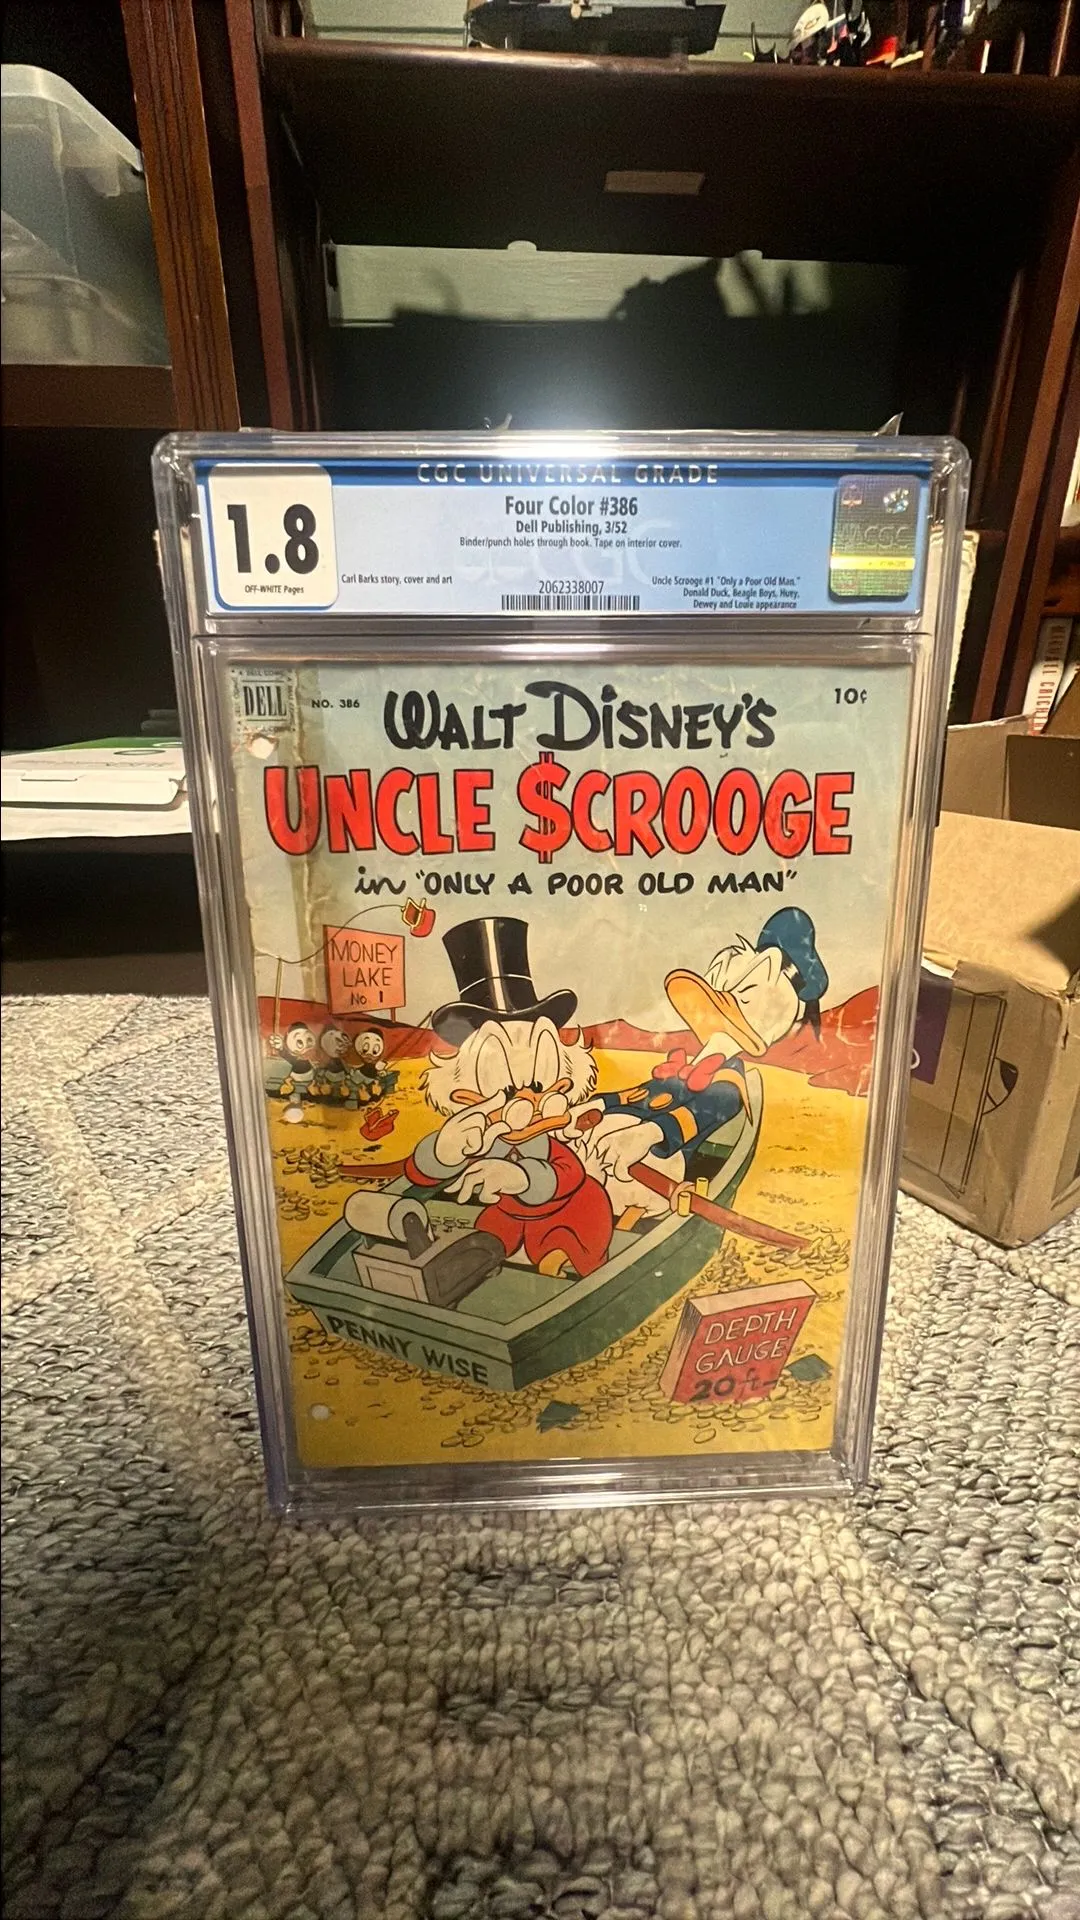 CGC UNIVERSAL GRADE
1.8
OFF-WHITE Pages
Four Color #386
Dell Publishing, 3/52
Binder/punch holes through book. Tape on interior cover.
Carl Barks story, cover and art
2062338007
Uncle Scrooge #1 "Only a Poor Old Man."
Donald Duck, Beagle Boys, Huey,
Dewey and Louie appearance
CGC
DELL
NO. 386
WALT DISNEY'S
10¢
UNCLE $CROOGE
in "ONLY A POOR OLD MAN"
MONEY
LAKE
No 1
PENNY WISE
DEPTH
GAUGE
20 ft-